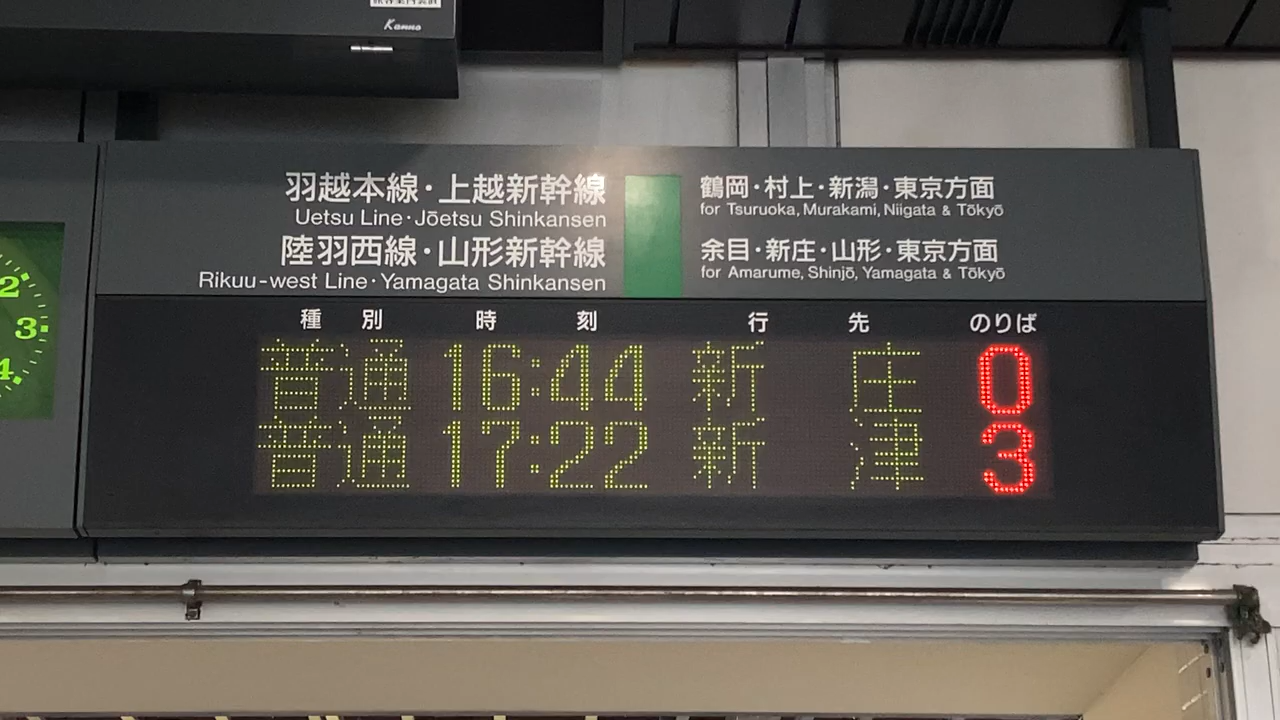 Kanno
羽越本線・上越新幹線
Uetsu Line・Jōetsu Shinkansen
陸羽西線・山形新幹線
Rikuu-west Line・Yamagata Shinkansen
鶴岡・村上・新潟・東京方面
for Tsuruoka, Murakami, Niigata & Tōkyō
余目・新庄・山形・東京方面
for Amarume, Shinjō, Yamagata & Tōkyō
2
3
4
種別 時刻 行先 のりば
普通 16:44 新庄 0
普通 17:22 新津 3